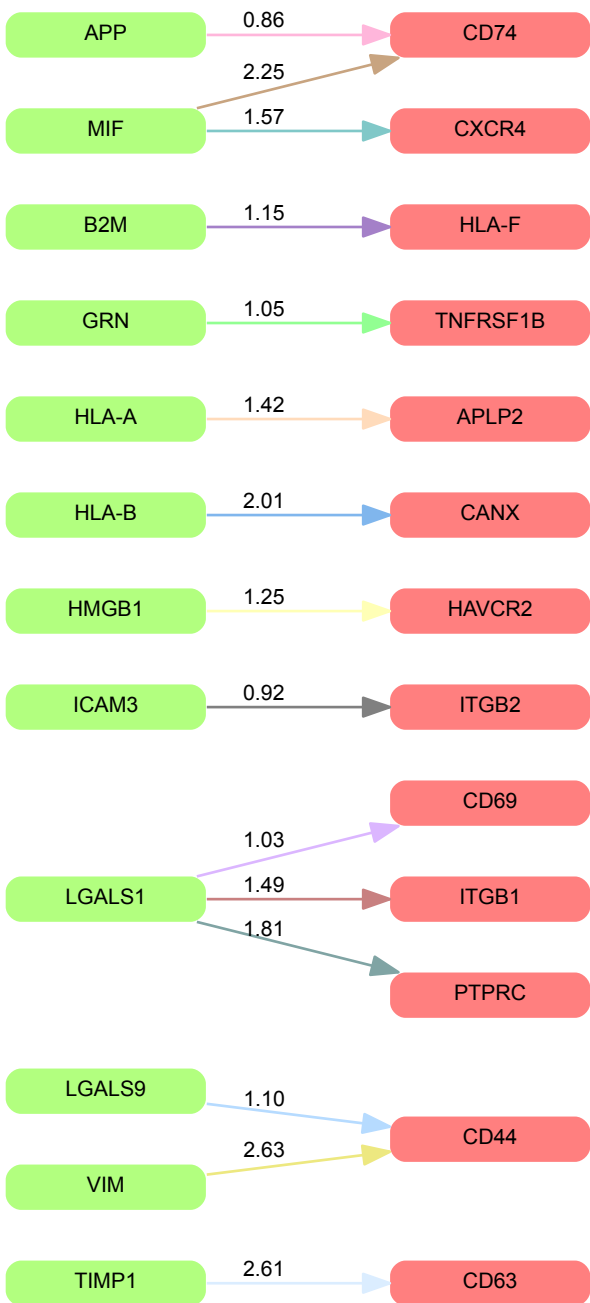 APP 0.86 CD74
2.25
MIF 1.57 CXCR4
B2M 1.15 HLA-F
GRN 1.05 TNFRSF1B
HLA-A 1.42 APLP2
HLA-B 2.01 CANX
HMGB1 1.25 HAVCR2
ICAM3 0.92 ITGB2
CD69
1.03
LGALS1 1.49 ITGB1
1.81
PTPRC
LGALS9 1.10
CD44
VIM 2.63
TIMP1 2.61 CD63